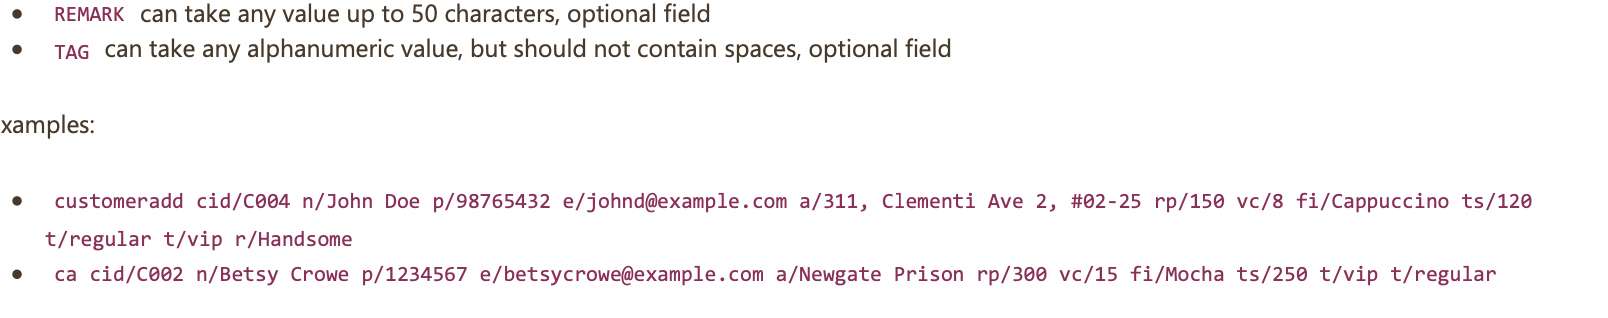 • REMARK can take any value up to 50 characters, optional field
• TAG can take any alphanumeric value, but should not contain spaces, optional field
xamples:
• customeradd cid/C004 n/John Doe p/98765432 e/johnd@example.com a/311, Clementi Ave 2, #02-25 rp/150 vc/8 fi/Cappuccino ts/120
t/regular t/vip r/Handsome
• ca cid/C002 n/Betsy Crowe p/1234567 e/betsycrowe@example.com a/Newgate Prison rp/300 vc/15 fi/Mocha ts/250 t/vip t/regular